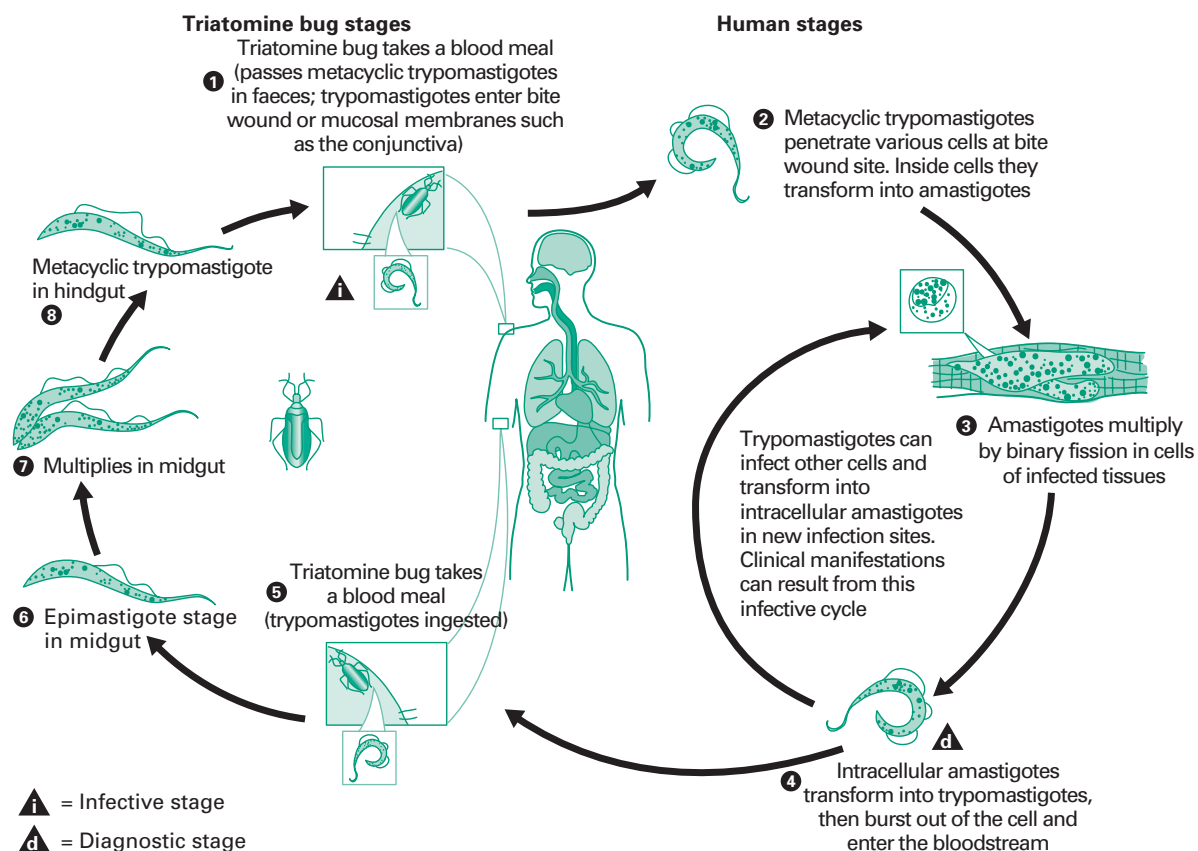 Triatomine bug stages
Human stages
Triatomine bug takes a blood meal
1 (passes metacyclic trypomastigotes
in faeces; trypomastigotes enter bite
wound or mucosal membranes such
as the conjunctiva)
2 Metacyclic trypomastigotes
penetrate various cells at bite
wound site. Inside cells they
transform into amastigotes
i
Metacyclic trypomastigote
in hindgut
8
7 Multiplies in midgut
3 Amastigotes multiply
by binary fission in cells
of infected tissues
Trypomastigotes can
infect other cells and
transform into
intracellular amastigotes
in new infection sites.
Clinical manifestations
can result from this
infective cycle
5 Triatomine bug takes
a blood meal
(trypomastigotes ingested)
6 Epimastigote stage
in midgut
d
4 Intracellular amastigotes
transform into trypomastigotes,
then burst out of the cell and
enter the bloodstream
i = Infective stage
d = Diagnostic stage